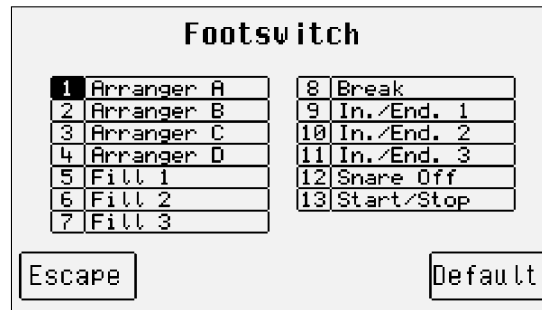 Footswitch
1 Arranger A
2 Arranger B
3 Arranger C
4 Arranger D
5 Fill 1
6 Fill 2
7 Fill 3
8 Break
9 In./End. 1
10 In./End. 2
11 In./End. 3
12 Snare Off
13 Start/Stop
Escape
Default